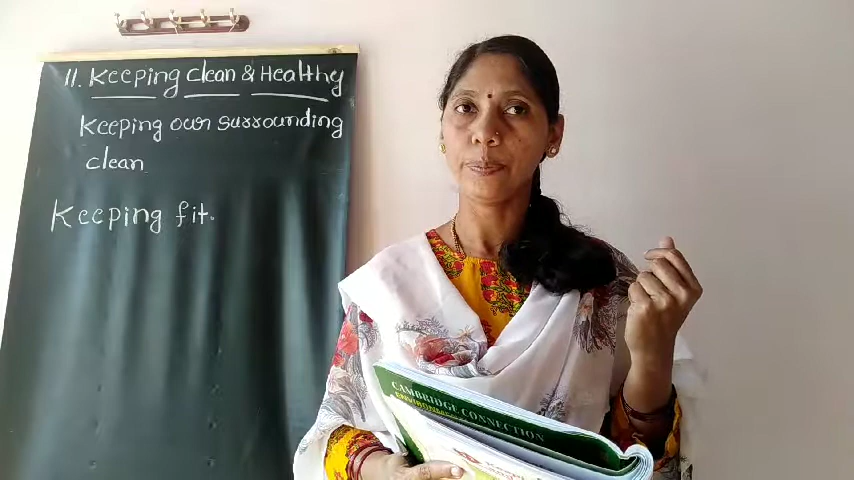 11. Keeping clean & Healthy
Keeping our surrounding
clean
Keeping fit.
CAMBRIDGE CONNECTION